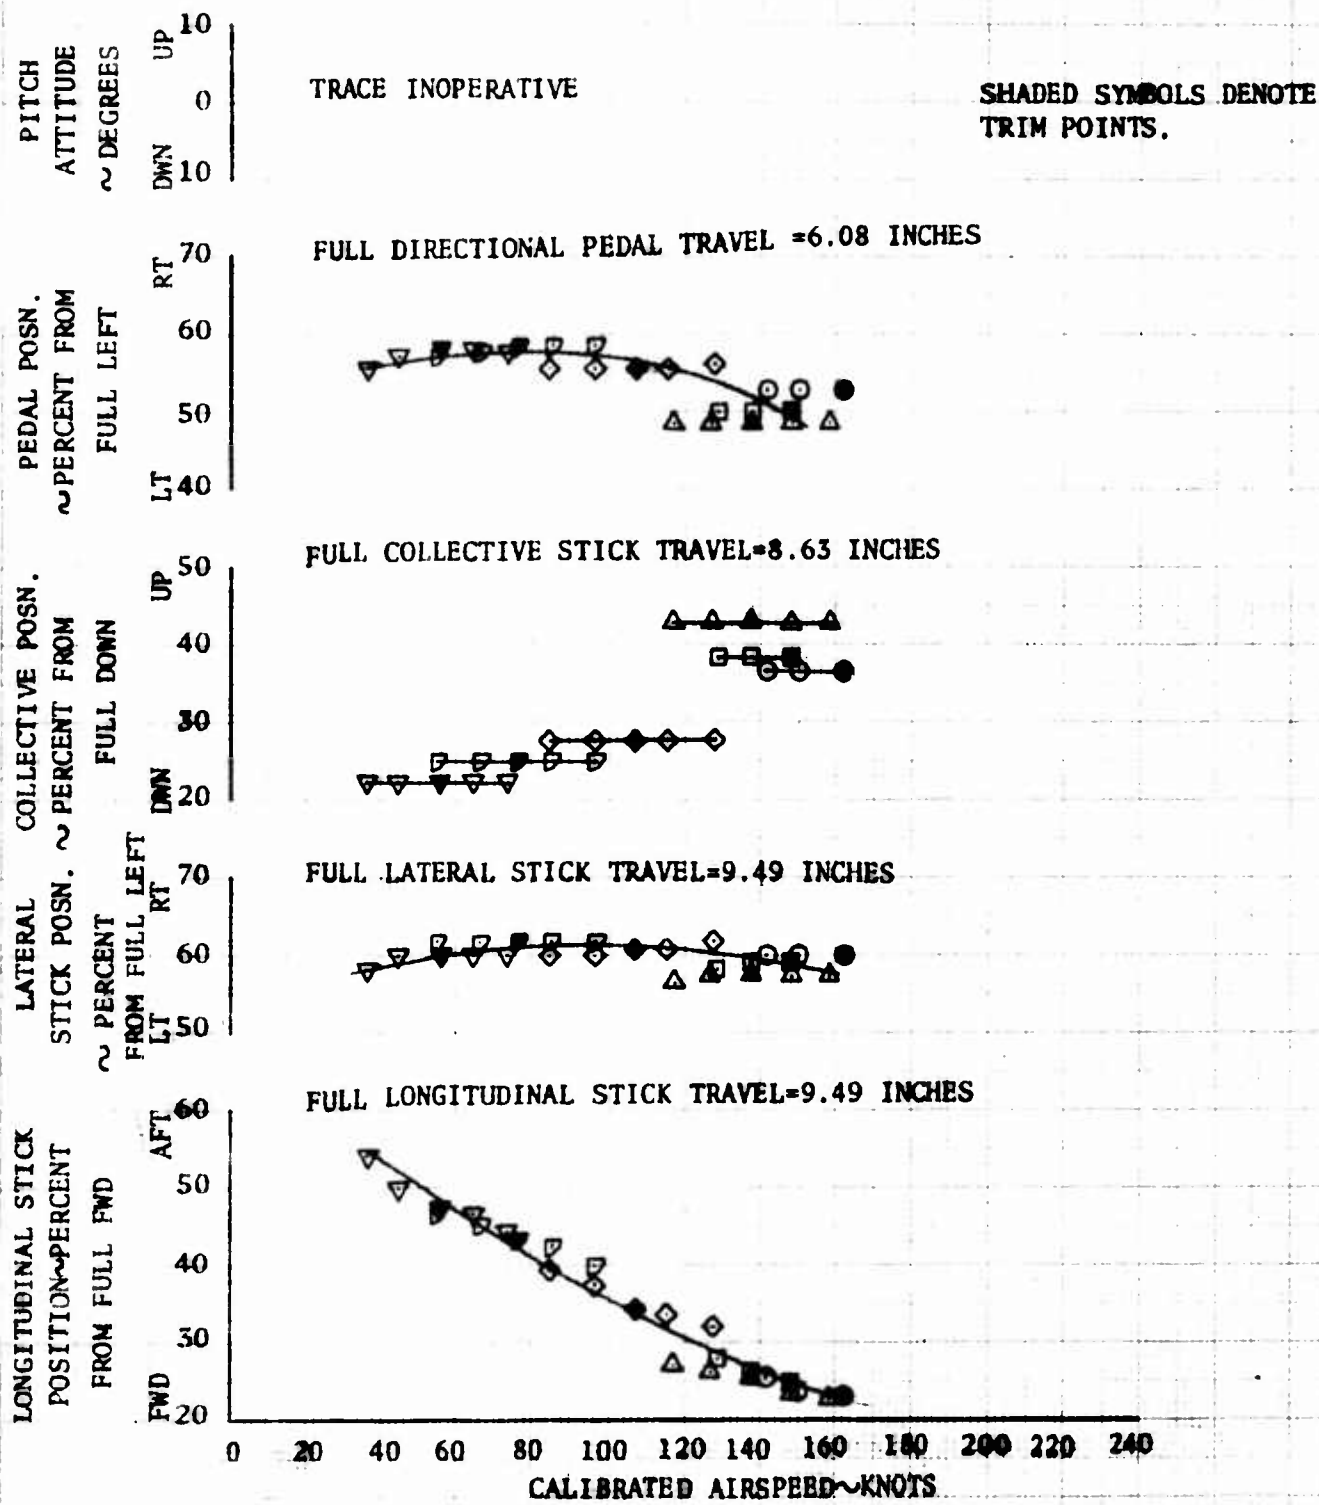 PITCH
ATTITUDE
~ DEGREES
UP
DWN
10
0
10
TRACE INOPERATIVE
SHADED SYMBOLS DENOTE
TRIM POINTS.
PEDAL POSN.
~PERCENT FROM
FULL LEFT
RT
LT
70
60
50
40
FULL DIRECTIONAL PEDAL TRAVEL =6.08 INCHES
COLLECTIVE POSN.
~ PERCENT FROM
FULL DOWN
UP
DWN
50
40
30
20
FULL COLLECTIVE STICK TRAVEL=8.63 INCHES
LATERAL
STICK POSN.
~ PERCENT
FROM FULL LEFT
RT
LT
70
60
50
FULL LATERAL STICK TRAVEL=9.49 INCHES
LONGITUDINAL STICK
POSITION~PERCENT
FROM FULL FWD
AFT
FWD
60
50
40
30
20
FULL LONGITUDINAL STICK TRAVEL=9.49 INCHES
0 20 40 60 80 100 120 140 160 180 200 220 240
CALIBRATED AIRSPEED~KNOTS